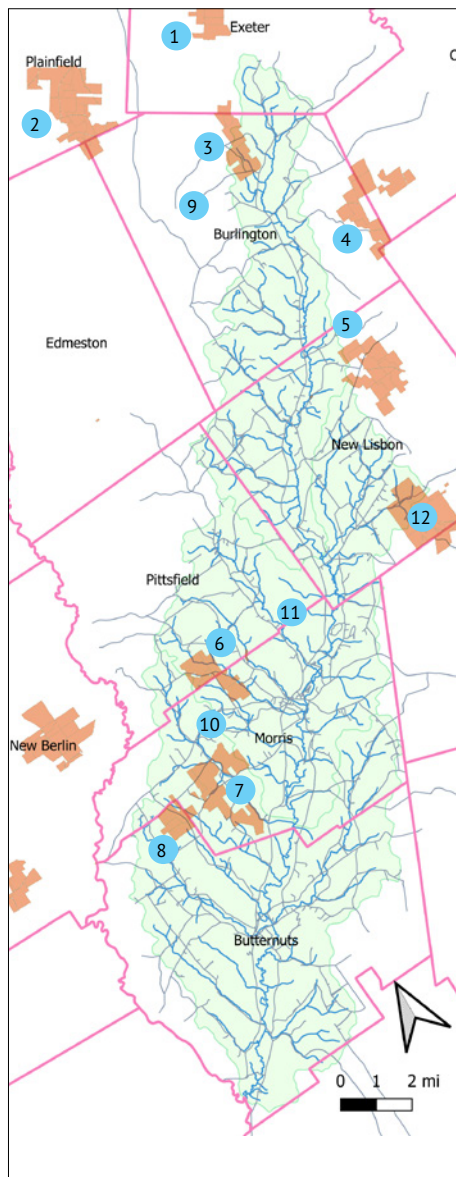 1
Exeter
Plainfield
2
3
9
4
Burlington
5
Edmeston
New Lisbon
12
Pittsfield
11
6
10
Morris
New Berlin
7
8
Butternuts
0 1 2 mi